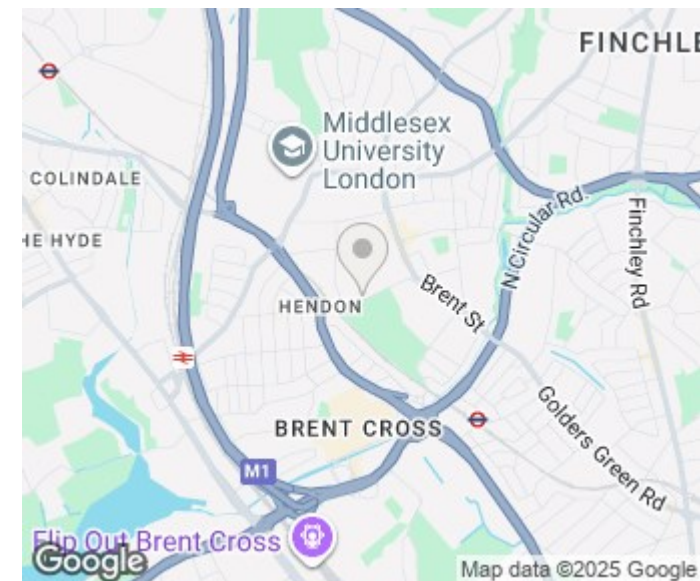 FINCHLE
Middlesex
University
London
COLINDALE
HE HYDE
N Circular Rd.
Finchley Rd
Brent St
HENDON
BRENT CROSS
Golders Green Rd
M1
Flip Out Brent Cross
Google
Map data ©2025 Google